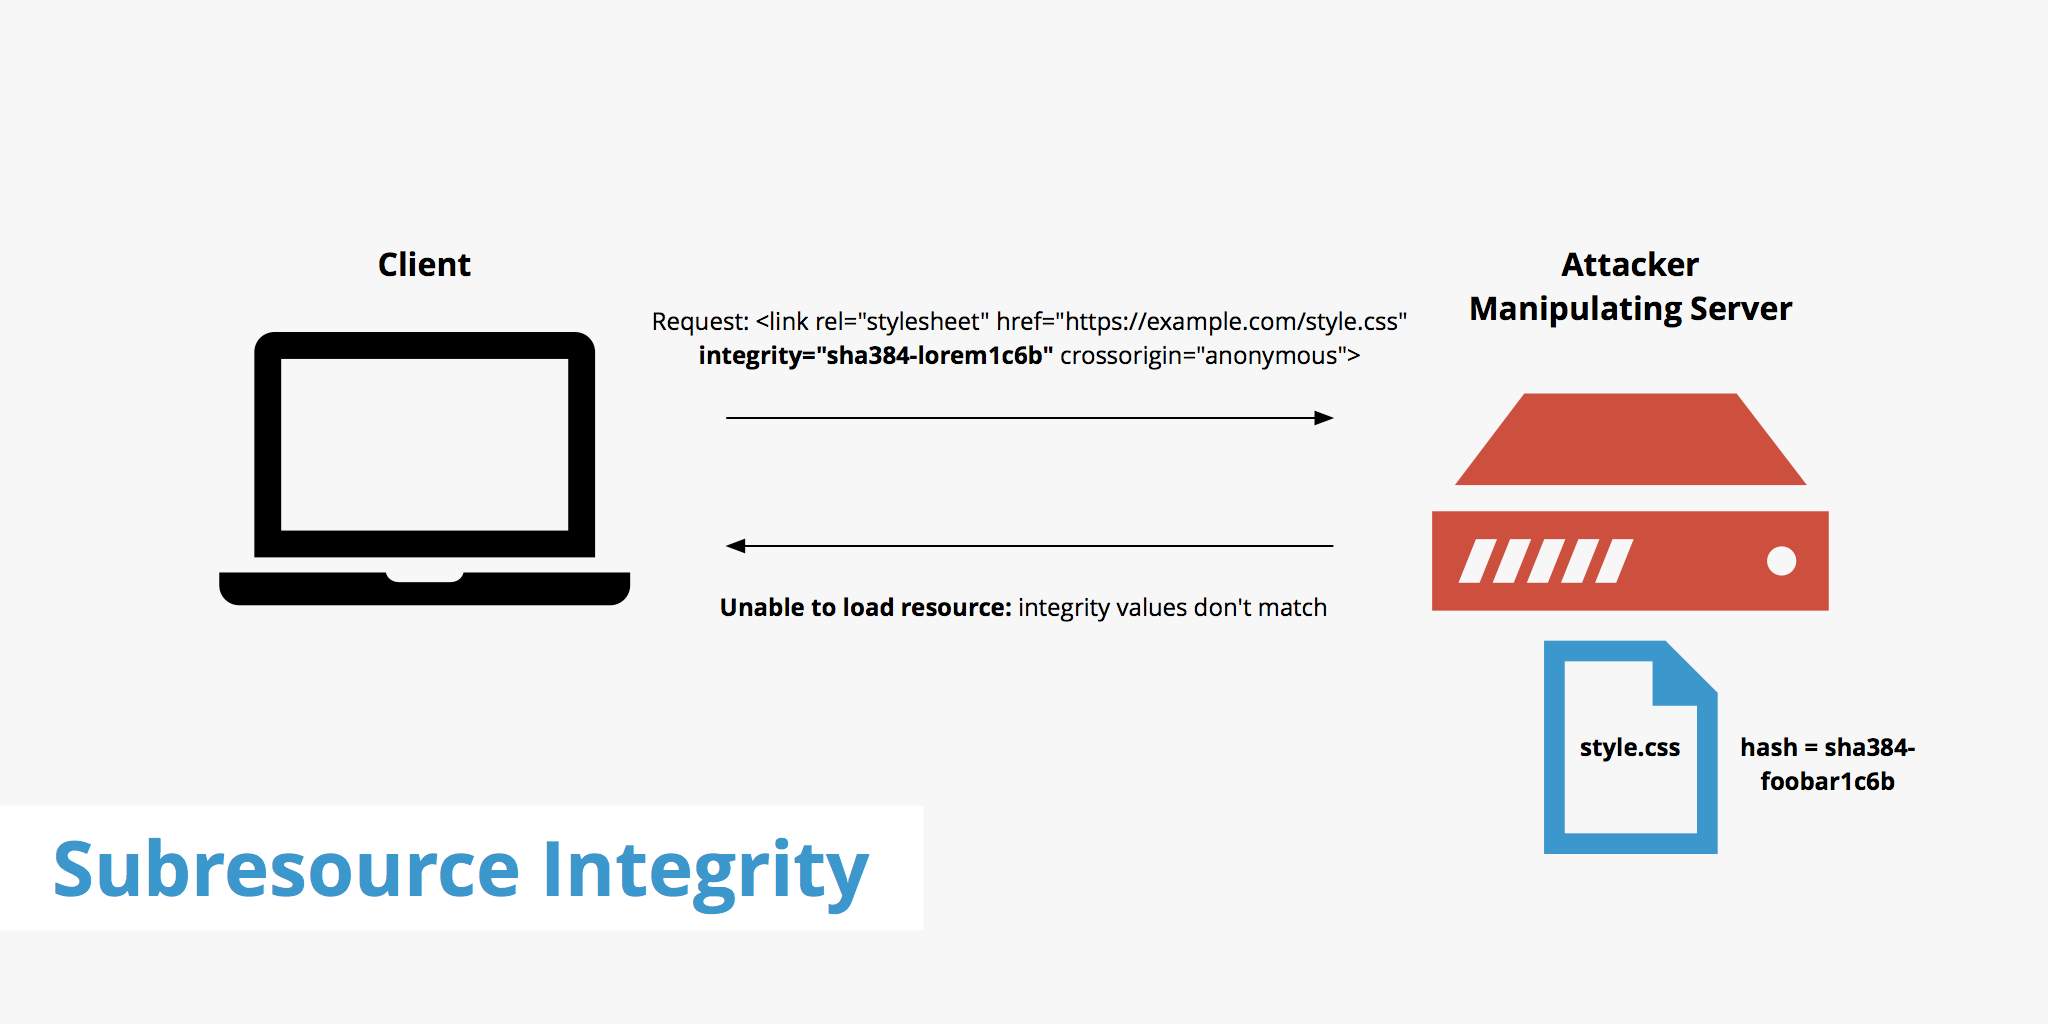 Client
Attacker
Manipulating Server
Request: <link rel="stylesheet" href="https://example.com/style.css"
integrity="sha384-lorem1c6b" crossorigin="anonymous">
Unable to load resource: integrity values don't match
style.css
hash = sha384-
foobar1c6b
Subresource Integrity